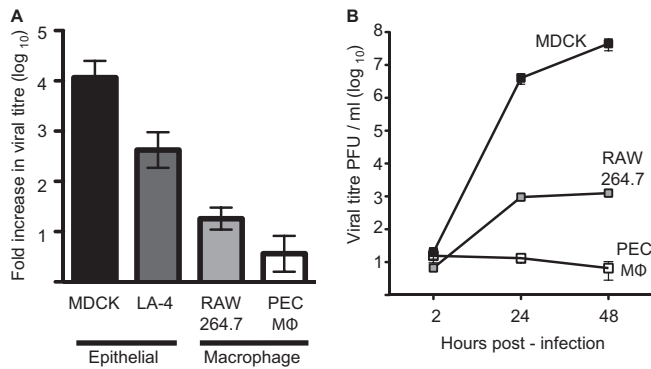 A
Fold increase in viral titre (log 10)
5
4
3
2
1
MDCK LA-4 RAW 264.7 PEC MΦ
Epithelial Macrophage
B
Viral titre PFU / ml (log 10)
8
7
6
5
4
3
2
1
MDCK
RAW
264.7
PEC
MΦ
2 24 48
Hours post - infection